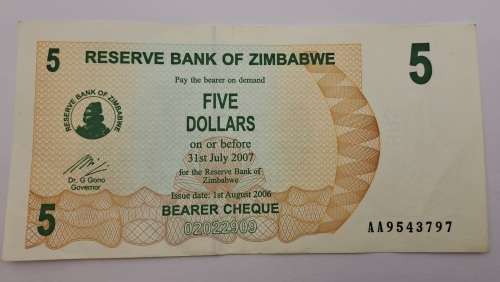 5
RESERVE BANK OF ZIMBABWE
5
Pay the bearer on demand
FIVE
DOLLARS
on or before
31st July 2007
for the Reserve Bank of
Zimbabwe
RESERVE BANK OF ZIMBABWE
Dr. G Gono
Governor
Issue date: 1st August 2006
5
BEARER CHEQUE
02022909
AA9543797